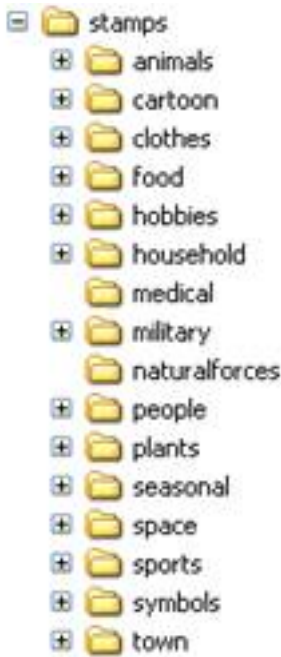 stamps
animals
cartoon
clothes
food
hobbies
household
medical
military
naturalforces
people
plants
seasonal
space
sports
symbols
town